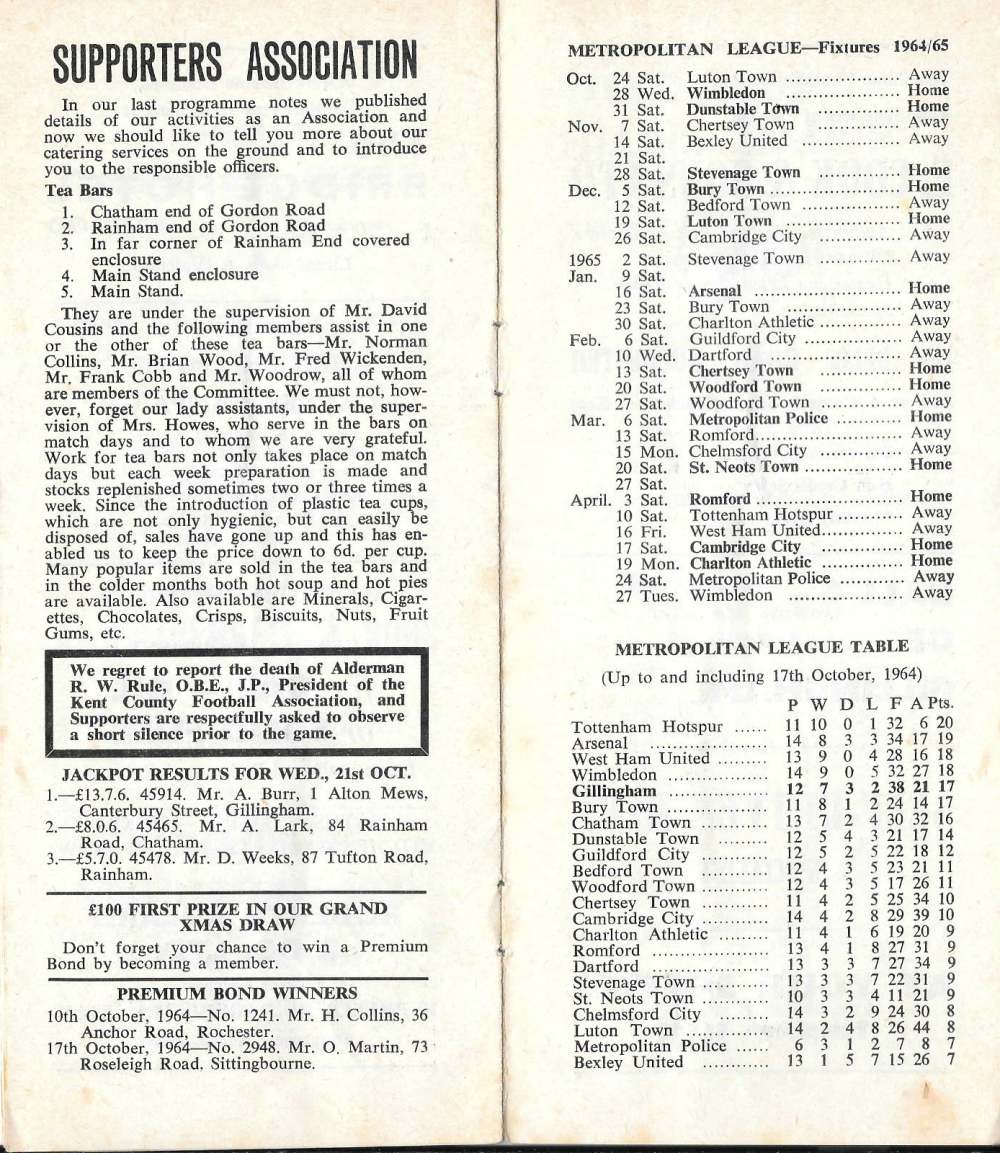 SUPPORTERS ASSOCIATION
In our last programme notes we published
details of our activities as an Association and
now we should like to tell you more about our
catering services on the ground and to introduce
you to the responsible officers.
Tea Bars
1. Chatham end of Gordon Road
2. Rainham end of Gordon Road
3. In far corner of Rainham End covered
enclosure
4. Main Stand enclosure
5. Main Stand.
They are under the supervision of Mr. David
Cousins and the following members assist in one
or the other of these tea bars—Mr. Norman
Collins, Mr. Brian Wood, Mr. Fred Wickenden,
Mr. Frank Cobb and Mr. Woodrow, all of whom
are members of the Committee. We must not, how-
ever, forget our lady assistants, under the super-
vision of Mrs. Howes, who serve in the bars on
match days and to whom we are very grateful.
Work for tea bars not only takes place on match
days but each week preparation is made and
stocks replenished sometimes two or three times a
week. Since the introduction of plastic tea cups,
which are not only hygienic, but can easily be
disposed of, sales have gone up and this has en-
abled us to keep the price down to 6d. per cup.
Many popular items are sold in the tea bars and
in the colder months both hot soup and hot pies
are available. Also available are Minerals, Cigar-
ettes, Chocolates, Crisps, Biscuits, Nuts, Fruit
Gums, etc.
We regret to report the death of Alderman
R. W. Rule, O.B.E., J.P., President of the
Kent County Football Association, and
Supporters are respectfully asked to observe
a short silence prior to the game.
JACKPOT RESULTS FOR WED., 21st OCT.
1.—£13.7.6. 45914. Mr. A. Burr, 1 Alton Mews,
Canterbury Street, Gillingham.
2.—£8.0.6. 45465. Mr. A. Lark, 84 Rainham
Road, Chatham.
3.—£5.7.0. 45478. Mr. D. Weeks, 87 Tufton Road,
Rainham.
£100 FIRST PRIZE IN OUR GRAND
XMAS DRAW
Don't forget your chance to win a Premium
Bond by becoming a member.
PREMIUM BOND WINNERS
10th October, 1964—No. 1241. Mr. H. Collins, 36
Anchor Road, Rochester.
17th October, 1964—No. 2948. Mr. O. Martin, 73
Roseleigh Road. Sittingbourne.
METROPOLITAN LEAGUE—Fixtures 1964/65
Oct. 24 Sat. Luton Town ..................... Away
28 Wed. Wimbledon ..................... Home
31 Sat. Dunstable Town ............... Home
Nov. 7 Sat. Chertsey Town ............... Away
14 Sat. Bexley United .................. Away
21 Sat.
28 Sat. Stevenage Town ............... Home
Dec. 5 Sat. Bury Town ........................ Home
12 Sat. Bedford Town .................. Away
19 Sat. Luton Town ..................... Home
26 Sat. Cambridge City ............... Away
1965 2 Sat. Stevenage Town ............... Away
Jan. 9 Sat.
16 Sat. Arsenal ........................... Home
23 Sat. Bury Town ..................... Away
30 Sat. Charlton Athletic ............... Away
Feb. 6 Sat. Guildford City .................. Away
10 Wed. Dartford ........................ Away
13 Sat. Chertsey Town ............... Home
20 Sat. Woodford Town ............... Home
27 Sat. Woodford Town ............... Away
Mar. 6 Sat. Metropolitan Police ............ Home
13 Sat. Romford........................... Away
15 Mon. Chelmsford City ............... Away
20 Sat. St. Neots Town .................. Home
27 Sat.
April. 3 Sat. Romford ........................... Home
10 Sat. Tottenham Hotspur ............ Away
16 Fri. West Ham United............... Away
17 Sat. Cambridge City ............... Home
19 Mon. Charlton Athletic ............... Home
24 Sat. Metropolitan Police ............ Away
27 Tues. Wimbledon ..................... Away
METROPOLITAN LEAGUE TABLE
(Up to and including 17th October, 1964)
P W D L F A Pts.
Tottenham Hotspur ...... 11 10 0 1 32 6 20
Arsenal ..................... 14 8 3 3 34 17 19
West Ham United ......... 13 9 0 4 28 16 18
Wimbledon .................. 14 9 0 5 32 27 18
Gillingham .................. 12 7 3 2 38 21 17
Bury Town .................. 11 8 1 2 24 14 17
Chatham Town ............ 13 7 2 4 30 32 16
Dunstable Town ......... 12 5 4 3 21 17 14
Guildford City ............ 12 5 2 5 22 18 12
Bedford Town ............ 12 4 3 5 23 21 11
Woodford Town ............ 12 4 3 5 17 26 11
Chertsey Town ............ 11 4 2 5 25 34 10
Cambridge City ............ 14 4 2 8 29 39 10
Charlton Athletic ......... 11 4 1 6 19 20 9
Romford ..................... 13 4 1 8 27 31 9
Dartford ..................... 13 3 3 7 27 34 9
Stevenage Town ............ 13 3 3 7 22 31 9
St. Neots Town ............ 10 3 3 4 11 21 9
Chelmsford City ......... 14 3 2 9 24 30 8
Luton Town ............... 14 2 4 8 26 44 8
Metropolitan Police ...... 6 3 1 2 7 8 7
Bexley United ............ 13 1 5 7 15 26 7